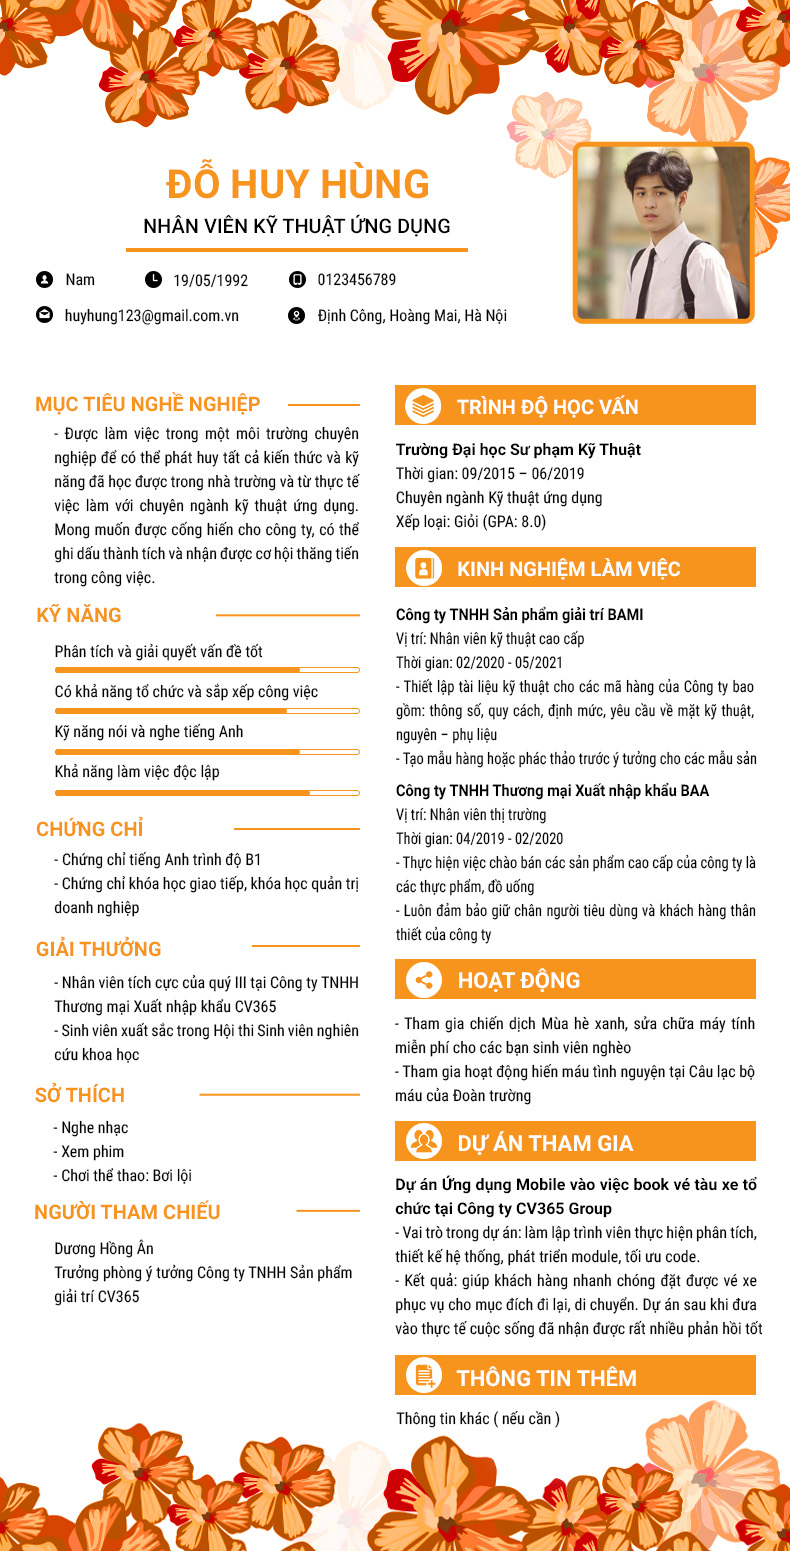 ĐỖ HUY HÙNG
NHÂN VIÊN KỸ THUẬT ỨNG DỤNG
Nam
19/05/1992
0123456789
huyhung123@gmail.com.vn
Định Công, Hoàng Mai, Hà Nội
MỤC TIÊU NGHỀ NGHIỆP
- Được làm việc trong một môi trường chuyên
nghiệp để có thể phát huy tất cả kiến thức và kỹ
năng đã học được trong nhà trường và từ thực tế
việc làm với chuyên ngành kỹ thuật ứng dụng.
Mong muốn được cống hiến cho công ty, có thể
ghi dấu thành tích và nhận được cơ hội thăng tiến
trong công việc.
KỸ NĂNG
Phân tích và giải quyết vấn đề tốt
Có khả năng tổ chức và sắp xếp công việc
Kỹ năng nói và nghe tiếng Anh
Khả năng làm việc độc lập
CHỨNG CHỈ
- Chứng chỉ tiếng Anh trình độ B1
- Chứng chỉ khóa học giao tiếp, khóa học quản trị
doanh nghiệp
GIẢI THƯỞNG
- Nhân viên tích cực của quý III tại Công ty TNHH
Thương mại Xuất nhập khẩu CV365
- Sinh viên xuất sắc trong Hội thi Sinh viên nghiên
cứu khoa học
SỞ THÍCH
- Nghe nhạc
- Xem phim
- Chơi thể thao: Bơi lội
NGƯỜI THAM CHIẾU
Dương Hồng Ân
Trưởng phòng ý tưởng Công ty TNHH Sản phẩm
giải trí CV365
TRÌNH ĐỘ HỌC VẤN
Trường Đại học Sư phạm Kỹ Thuật
Thời gian: 09/2015 – 06/2019
Chuyên ngành Kỹ thuật ứng dụng
Xếp loại: Giỏi (GPA: 8.0)
KINH NGHIỆM LÀM VIỆC
Công ty TNHH Sản phẩm giải trí BAMI
Vị trí: Nhân viên kỹ thuật cao cấp
Thời gian: 02/2020 - 05/2021
- Thiết lập tài liệu kỹ thuật cho các mã hàng của Công ty bao
gồm: thông số, quy cách, định mức, yêu cầu về mặt kỹ thuật,
nguyên – phụ liệu
- Tạo mẫu hàng hoặc phác thảo trước ý tưởng cho các mẫu sản
Công ty TNHH Thương mại Xuất nhập khẩu BAA
Vị trí: Nhân viên thị trường
Thời gian: 04/2019 - 02/2020
- Thực hiện việc chào bán các sản phẩm cao cấp của công ty là
các thực phẩm, đồ uống
- Luôn đảm bảo giữ chân người tiêu dùng và khách hàng thân
thiết của công ty
HOẠT ĐỘNG
- Tham gia chiến dịch Mùa hè xanh, sửa chữa máy tính
miễn phí cho các bạn sinh viên nghèo
- Tham gia hoạt động hiến máu tình nguyện tại Câu lạc bộ
máu của Đoàn trường
DỰ ÁN THAM GIA
Dự án Ứng dụng Mobile vào việc book vé tàu xe tổ
chức tại Công ty CV365 Group
- Vai trò trong dự án: làm lập trình viên thực hiện phân tích,
thiết kế hệ thống, phát triển module, tối ưu code.
- Kết quả: giúp khách hàng nhanh chóng đặt được vé xe
phục vụ cho mục đích đi lại, di chuyển. Dự án sau khi đưa
vào thực tế cuộc sống đã nhận được rất nhiều phản hồi tốt
THÔNG TIN THÊM
Thông tin khác ( nếu cần )